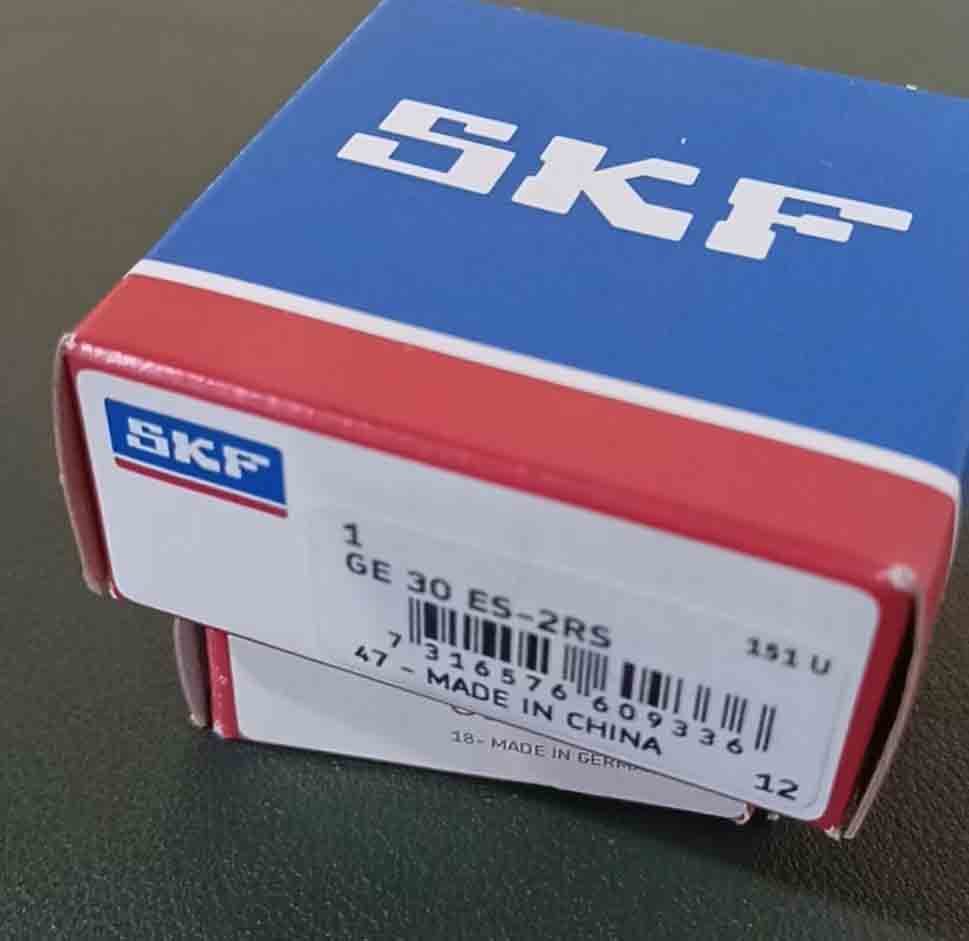 SKF
SKF
1
GE 30 ES-2RS
151 U
7 316576 609336
47 - MADE IN CHINA
12
18- MADE IN